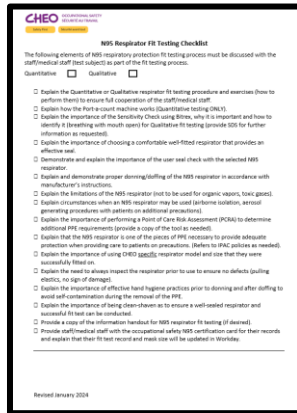 CHEO
OCCUPATIONAL SAFETY
SÉCURITÉ AU TRAVAIL
N95 Respirator Fit Testing Checklist
The following elements of N95 respiratory protection fit testing process must be discussed with the
staff/medical staff (test subject) as part of the fit testing process.
Quantitative ☐ Qualitative ☐
☐ Explain the Quantitative or Qualitative respirator fit testing procedure and exercises (how to
perform them) to ensure full cooperation of the staff/medical staff.
☐ Explain how the Port-a-count machine works (Quantitative testing ONLY).
☐ Explain the importance of the Sensitivity Check using Bitrex, why it is important and how to
identify it (breathing with mouth open) for Qualitative fit testing (provide SDS for further
information as requested).
☐ Explain the importance of choosing a comfortable well-fitted respirator that provides an
effective seal.
☐ Demonstrate and explain the importance of the user seal check with the selected N95
respirator.
☐ Explain and demonstrate proper donning/doffing of the N95 respirator in accordance with
manufacturer's instructions.
☐ Explain the limitations of the N95 respirator (not to be used for organic vapors, toxic gases).
☐ Explain circumstances when an N95 respirator may be used (airborne isolation, aerosol
generating procedures with patients on additional precautions).
☐ Explain the importance of performing a Point of Care Risk Assessment (PCRA) to determine
additional PPE requirements (provide a copy of the tool as needed).
☐ Explain that the N95 respirator is one of the pieces of PPE necessary to provide adequate
protection when providing care to patients on precautions. (Refers to IPAC policies as needed).
☐ Explain the importance of using CHEO specific respirator model and size that they were
successfully fitted on.
☐ Explain the need to always inspect the respirator prior to use to ensure no defects (pulling
elastics, no sign of damage).
☐ Explain the importance of effective hand hygiene practices prior to donning and after doffing to
avoid self-contamination during the removal of the PPE.
☐ Explain the importance of being clean-shaven as to ensure a well-sealed respirator and
successful fit test can be conducted.
☐ Provide a copy of the information handout for N95 respirator fit testing (if desired).
☐ Provide staff/medical staff with the occupational safety N95 certification card for their records
and explain that their fit test record and mask size will be updated in Workday.
Revised January 2024